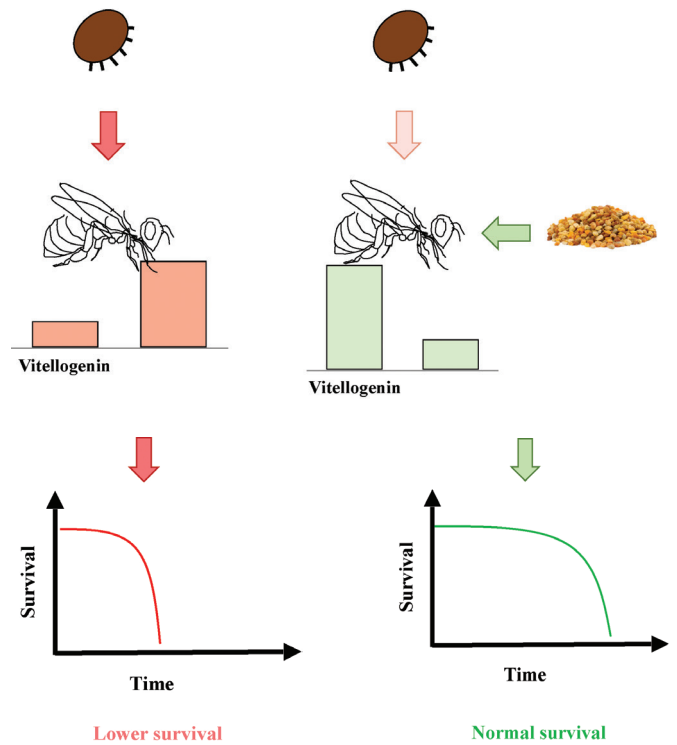 Vitellogenin
Vitellogenin
Survival
Time
Survival
Time
Lower survival
Normal survival